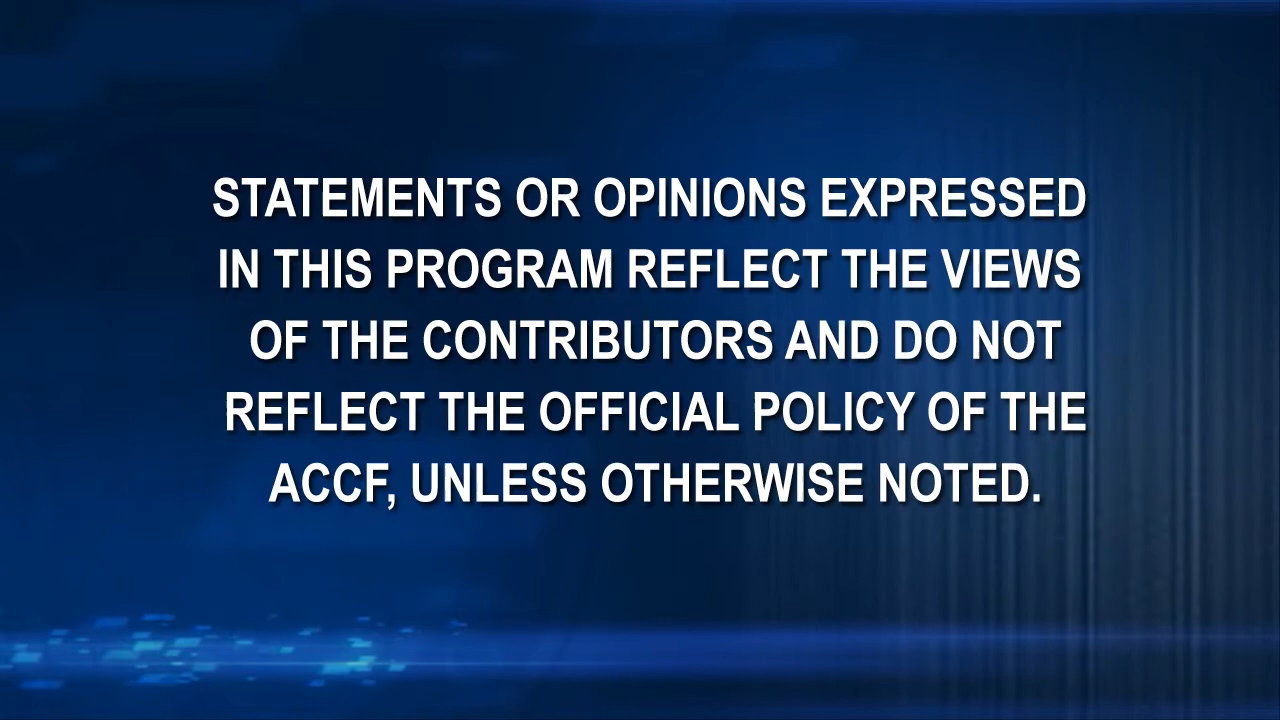 STATEMENTS OR OPINIONS EXPRESSED
IN THIS PROGRAM REFLECT THE VIEWS
OF THE CONTRIBUTORS AND DO NOT
REFLECT THE OFFICIAL POLICY OF THE
ACCF, UNLESS OTHERWISE NOTED.